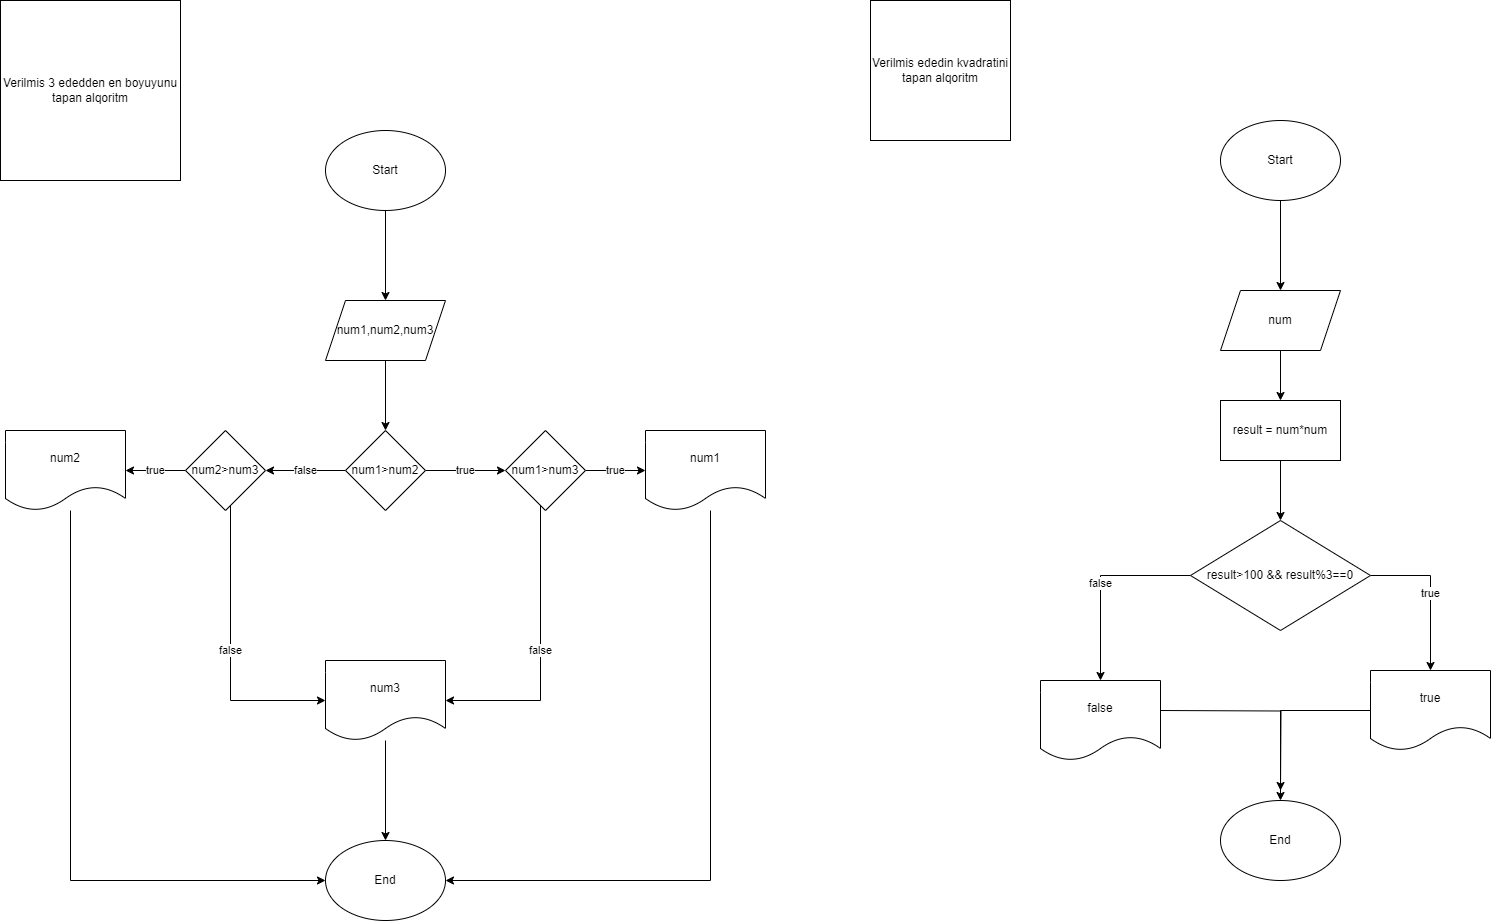 Verilmis 3 ededden en boyuyunu
tapan alqoritm
Start
num1,num2,num3
num2
true
num2>num3
false
num1>num2
true
num1>num3
true
num1
false
false
num3
End
Verilmis ededin kvadratini
tapan alqoritm
Start
num
result = num*num
result>100 && result%3==0
false
true
false
true
End